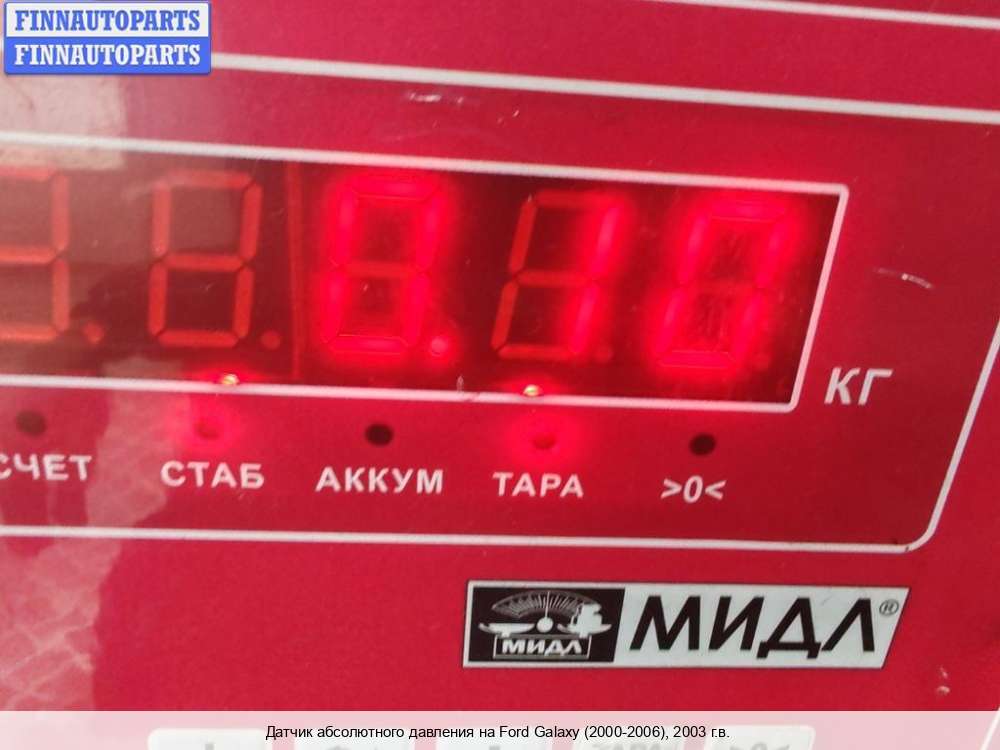 FINNAUTOPARTS
FINNAUTOPARTS
0.10
КГ
СЧЕТ СТАБ АККУМ ТАРА >0<
МИДЛ МИДЛ®
Датчик абсолютного давления на Ford Galaxy (2000-2006), 2003 г.в.